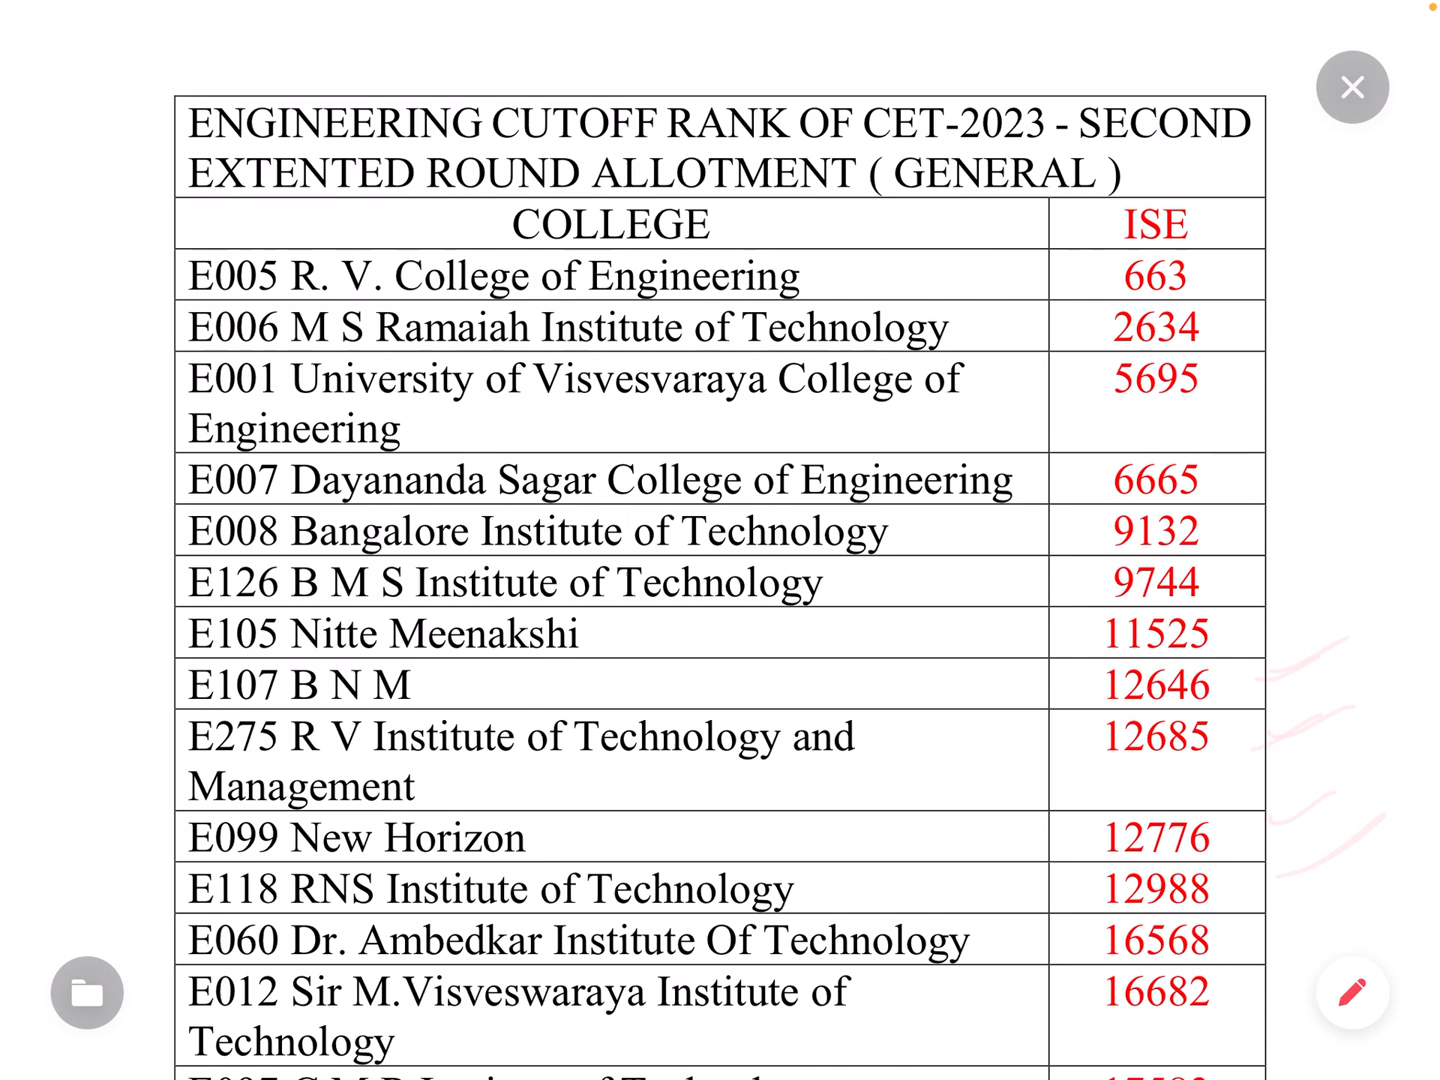 ENGINEERING CUTOFF RANK OF CET-2023 - SECOND
EXTENTED ROUND ALLOTMENT ( GENERAL )
COLLEGE ISE
E005 R. V. College of Engineering 663
E006 M S Ramaiah Institute of Technology 2634
E001 University of Visvesvaraya College of 5695
Engineering
E007 Dayananda Sagar College of Engineering 6665
E008 Bangalore Institute of Technology 9132
E126 B M S Institute of Technology 9744
E105 Nitte Meenakshi 11525
E107 B N M 12646
E275 R V Institute of Technology and 12685
Management
E099 New Horizon 12776
E118 RNS Institute of Technology 12988
E060 Dr. Ambedkar Institute Of Technology 16568
E012 Sir M.Visveswaraya Institute of 16682
Technology